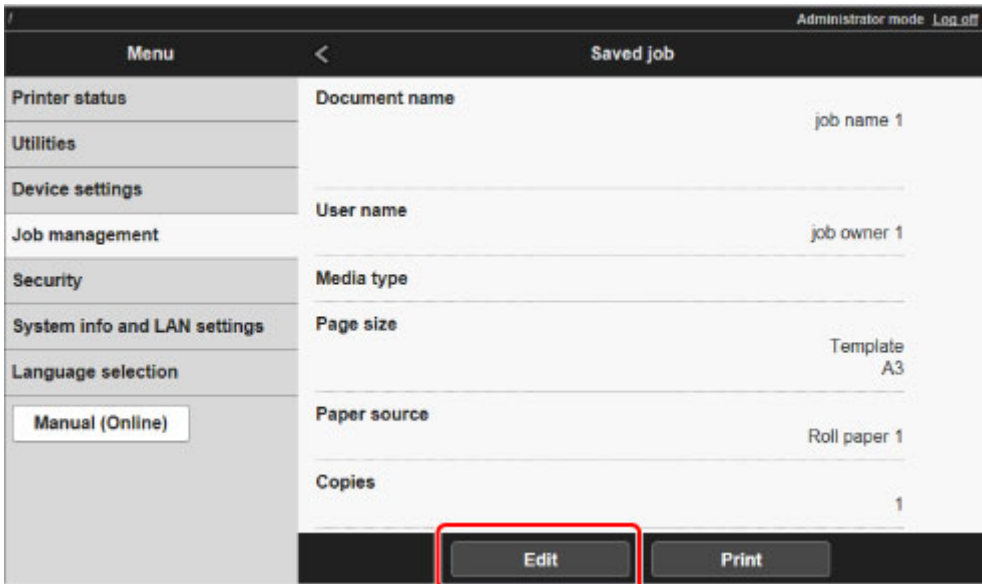 /
Administrator mode Log off
Menu
<
Saved job
Printer status
Utilities
Device settings
Job management
Security
System info and LAN settings
Language selection
Manual (Online)
Document name
job name 1
User name
job owner 1
Media type
Page size
Template
A3
Paper source
Roll paper 1
Copies
1
Edit
Print